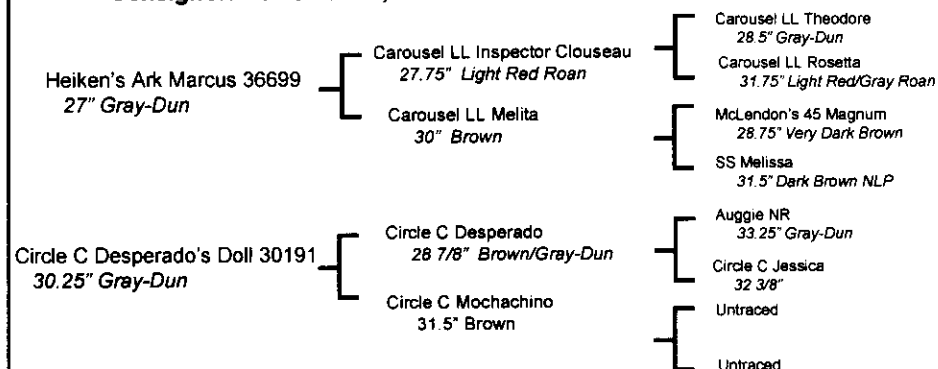 Heiken's Ark Marcus 36699
27" Gray-Dun
Carousel LL Inspector Clouseau
27.75" Light Red Roan
Carousel LL Melita
30" Brown
Carousel LL Theodore
28.5" Gray-Dun
Carousel LL Rosetta
31.75" Light Red/Gray Roan
McLendon's 45 Magnum
28.75" Very Dark Brown
SS Melissa
31.5" Dark Brown NLP
Circle C Desperado's Doll 30191
30.25" Gray-Dun
Circle C Desperado
28 7/8" Brown/Gray-Dun
Circle C Mochachino
31.5" Brown
Auggie NR
33.25" Gray-Dun
Circle C Jessica
32 3/8"
Untraced
Untraced